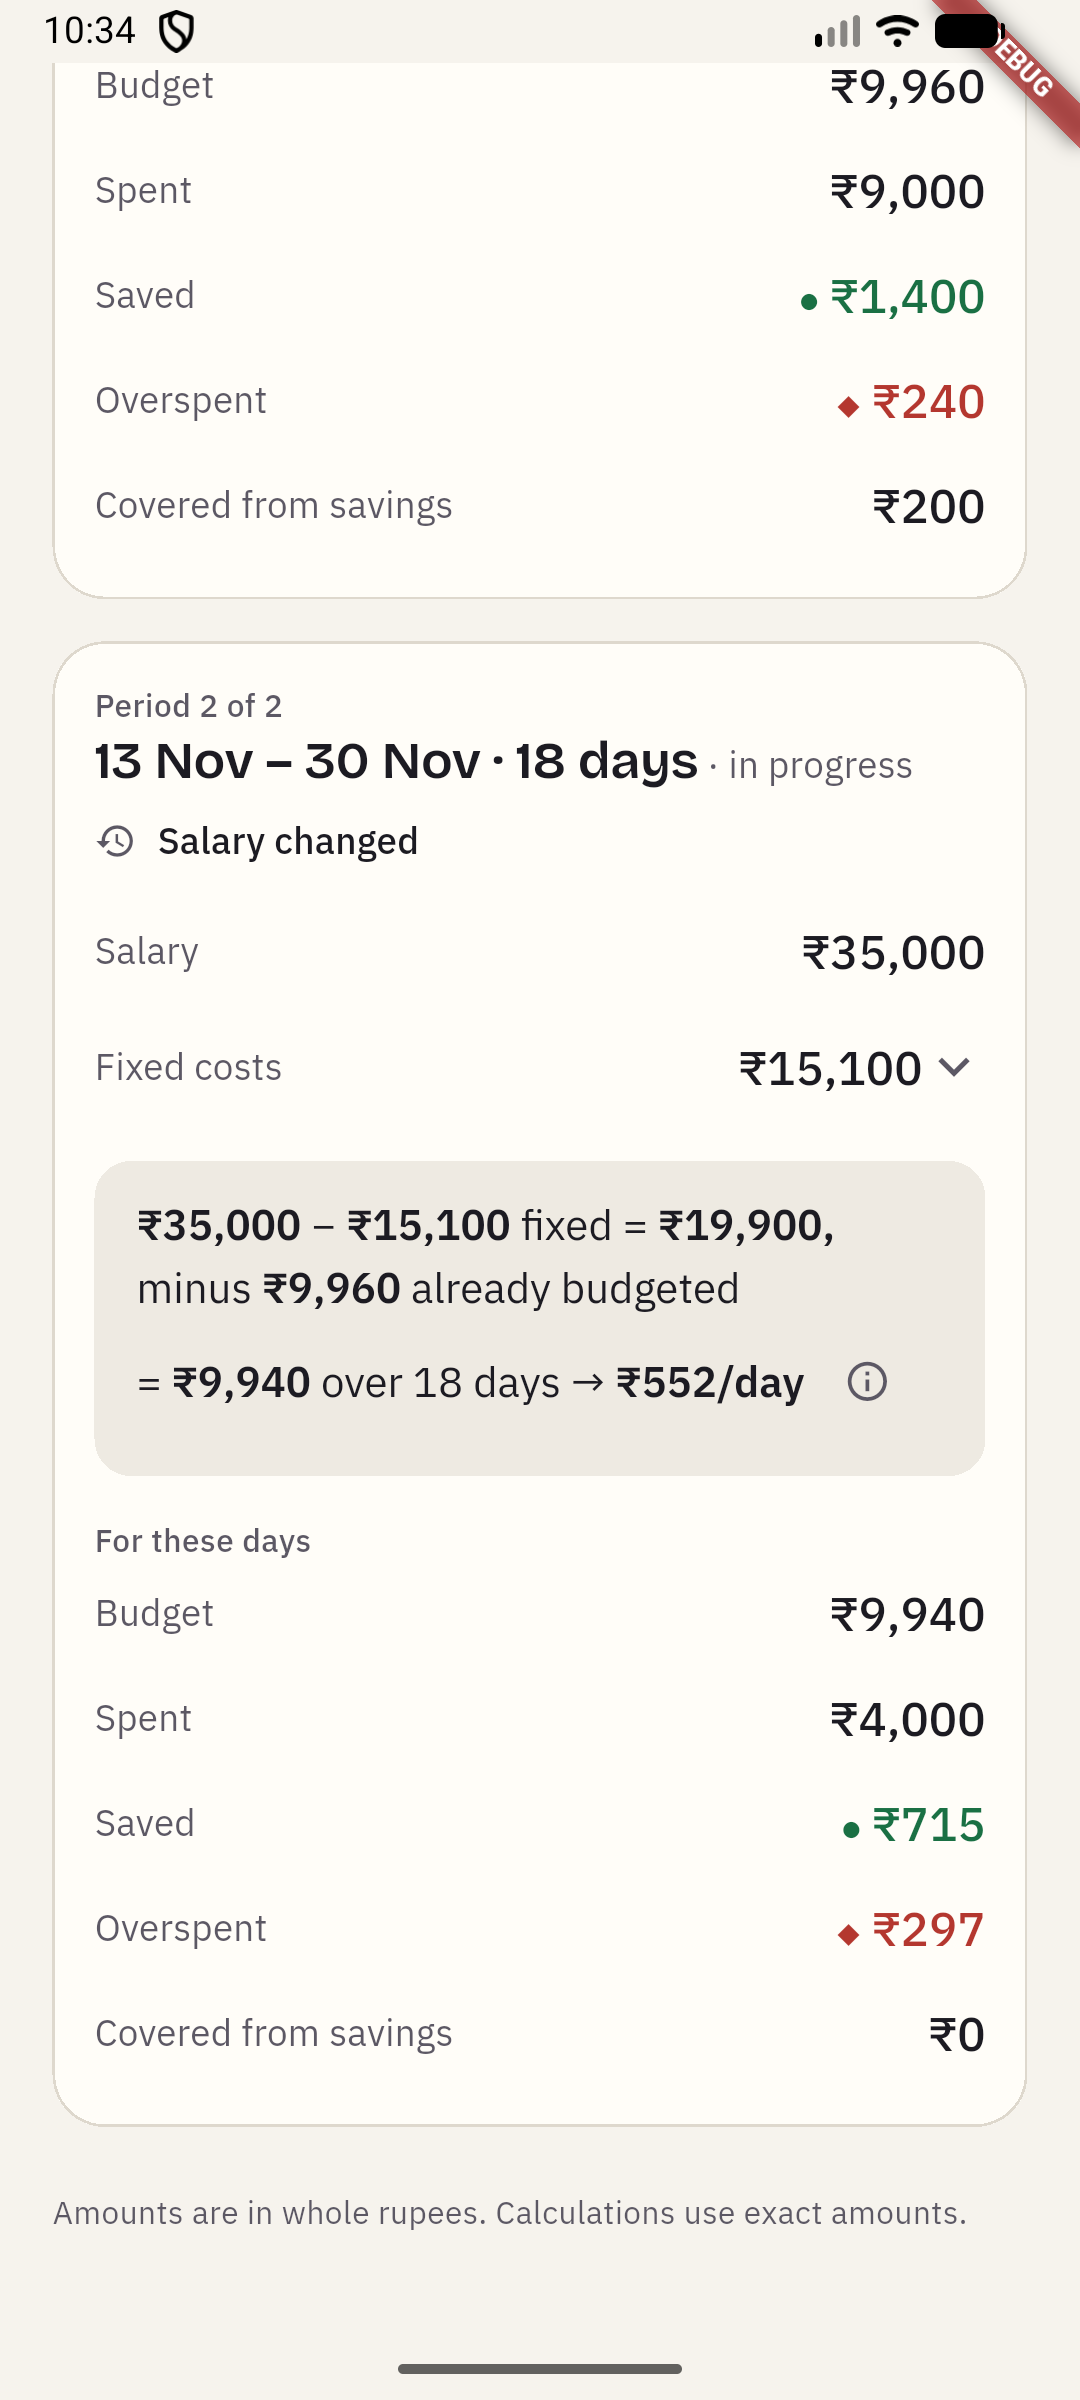 10:34
EBUG
Budget ₹9,960
Spent ₹9,000
Saved ₹1,400
Overspent ₹240
Covered from savings ₹200
Period 2 of 2
13 Nov – 30 Nov · 18 days · in progress
Salary changed
Salary ₹35,000
Fixed costs ₹15,100
₹35,000 – ₹15,100 fixed = ₹19,900,
minus ₹9,960 already budgeted
= ₹9,940 over 18 days → ₹552/day
For these days
Budget ₹9,940
Spent ₹4,000
Saved ₹715
Overspent ₹297
Covered from savings ₹0
Amounts are in whole rupees. Calculations use exact amounts.